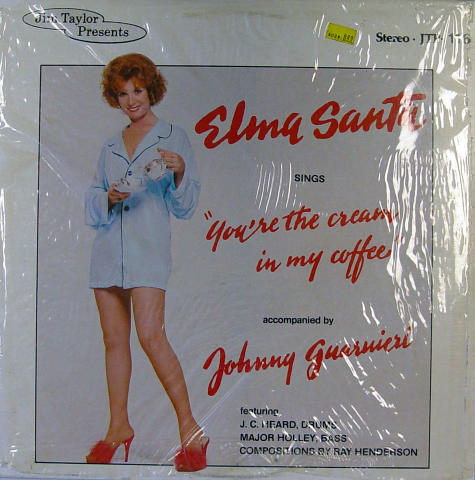 Jim Taylor
Presents
Stereo · JTP
Elma Santa
SINGS
"You're the cream
in my coffee"
accompanied by
Johnny Guarnieri
featuring
J. C. HEARD, DRUMS
MAJOR HOLLEY, BASS
COMPOSITIONS BY RAY HENDERSON